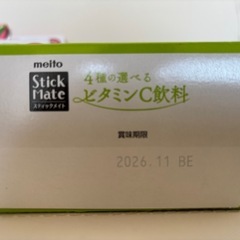 meito
Stick Mate
スティックメイト
4種の選べる
ビタミンC飲料
賞味期限
2026.11 BE